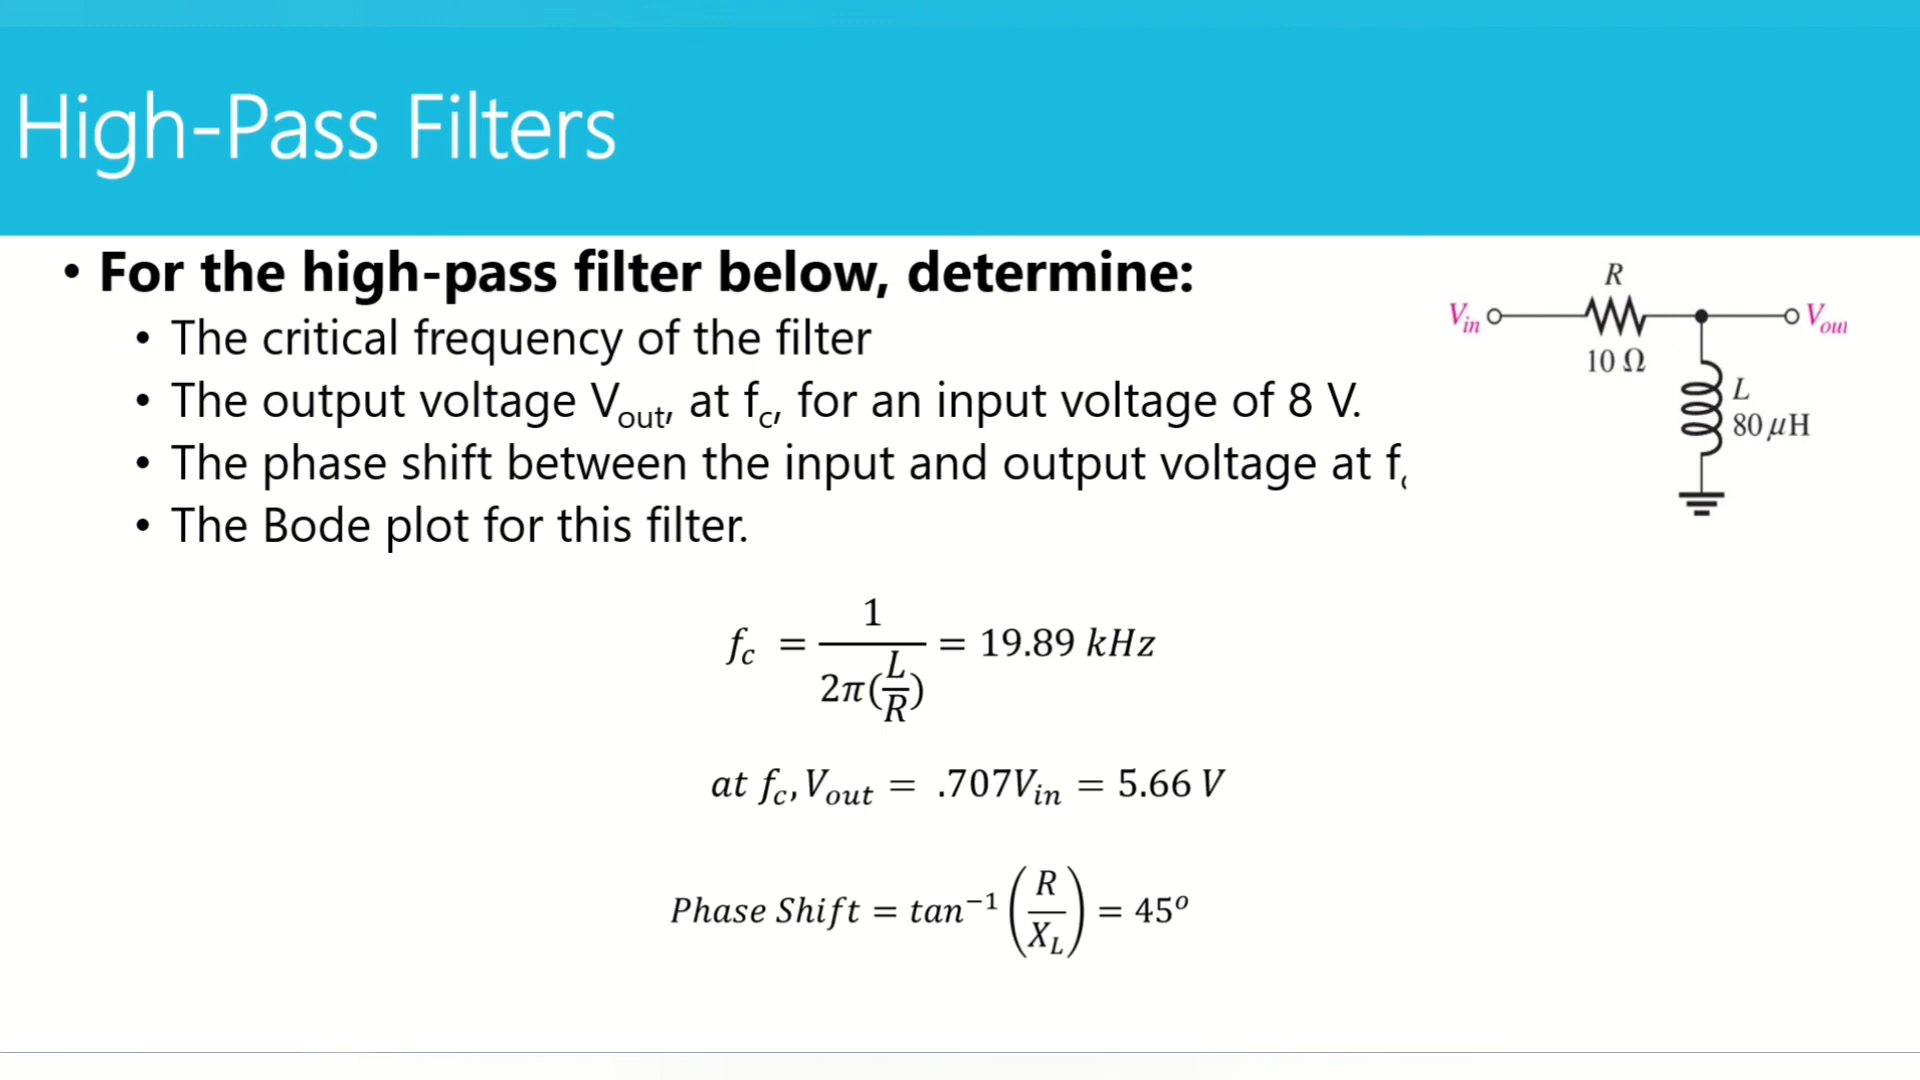 High-Pass Filters
• For the high-pass filter below, determine:
• The critical frequency of the filter
• The output voltage Vout, at fc, for an input voltage of 8 V.
• The phase shift between the input and output voltage at fc
• The Bode plot for this filter.
R
Vin
Vout
10 Ω
L
80 μH
fc = 1 / 2π(L/R) = 19.89 kHz
at fc, Vout = .707Vin = 5.66 V
Phase Shift = tan⁻¹ (R / XL) = 45º